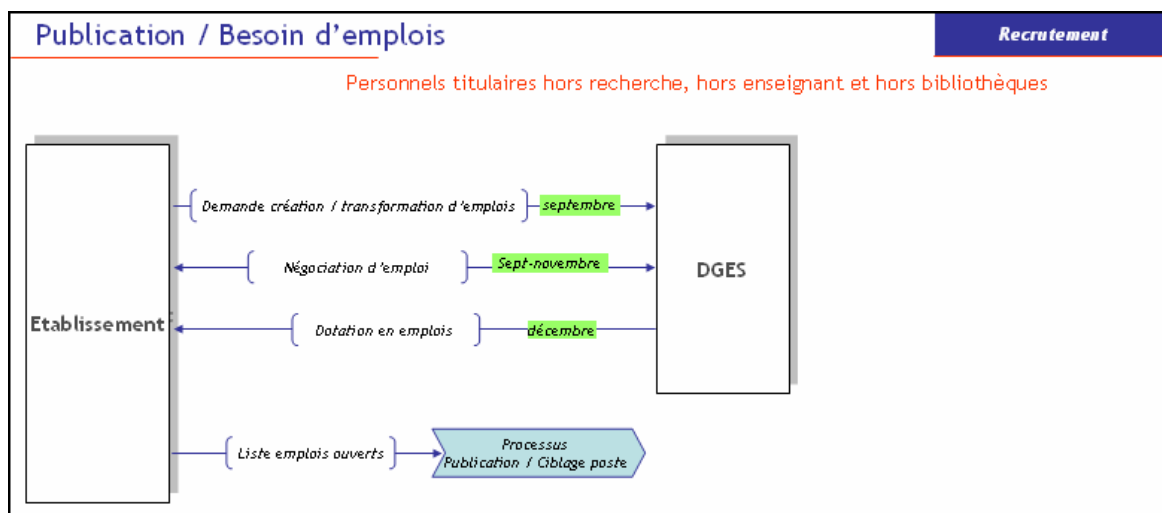 Publication / Besoin d'emplois
Recrutement
Personnels titulaires hors recherche, hors enseignant et hors bibliothèques
Demande création / transformation d'emplois
septembre
Négociation d'emploi
Sept-novembre
DGES
Etablissement
Dotation en emplois
décembre
Liste emplois ouverts
Processus
Publication / Ciblage poste